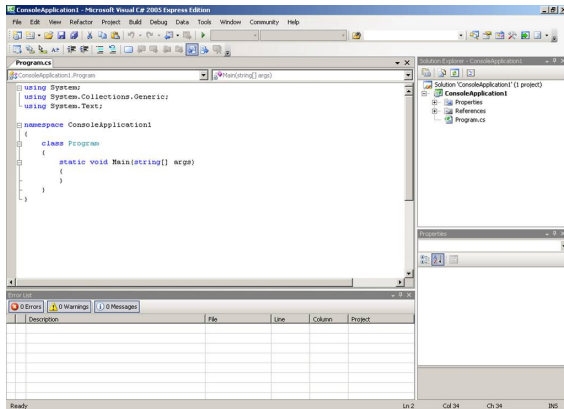 ConsoleApplication1 - Microsoft Visual C# 2005 Express Edition
File Edit View Refactor Project Build Debug Data Tools Window Community Help
Program.cs
Solution Explorer - ConsoleApplication1
ConsoleApplication1.Program
Main(string[] args)
Solution 'ConsoleApplication1' (1 project)
ConsoleApplication1
Properties
References
Program.cs
using System;
using System.Collections.Generic;
using System.Text;
namespace ConsoleApplication1
{
class Program
{
static void Main(string[] args)
{
}
}
}
Properties
Error List
0 Errors 0 Warnings 0 Messages
Description File Line Column Project
Ready Ln 2 Col 34 Ch 34 INS